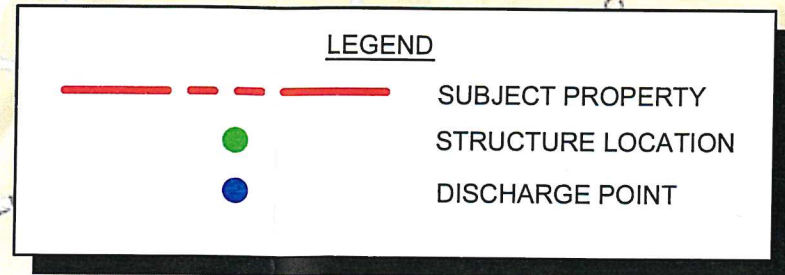 LEGEND
SUBJECT PROPERTY
STRUCTURE LOCATION
DISCHARGE POINT